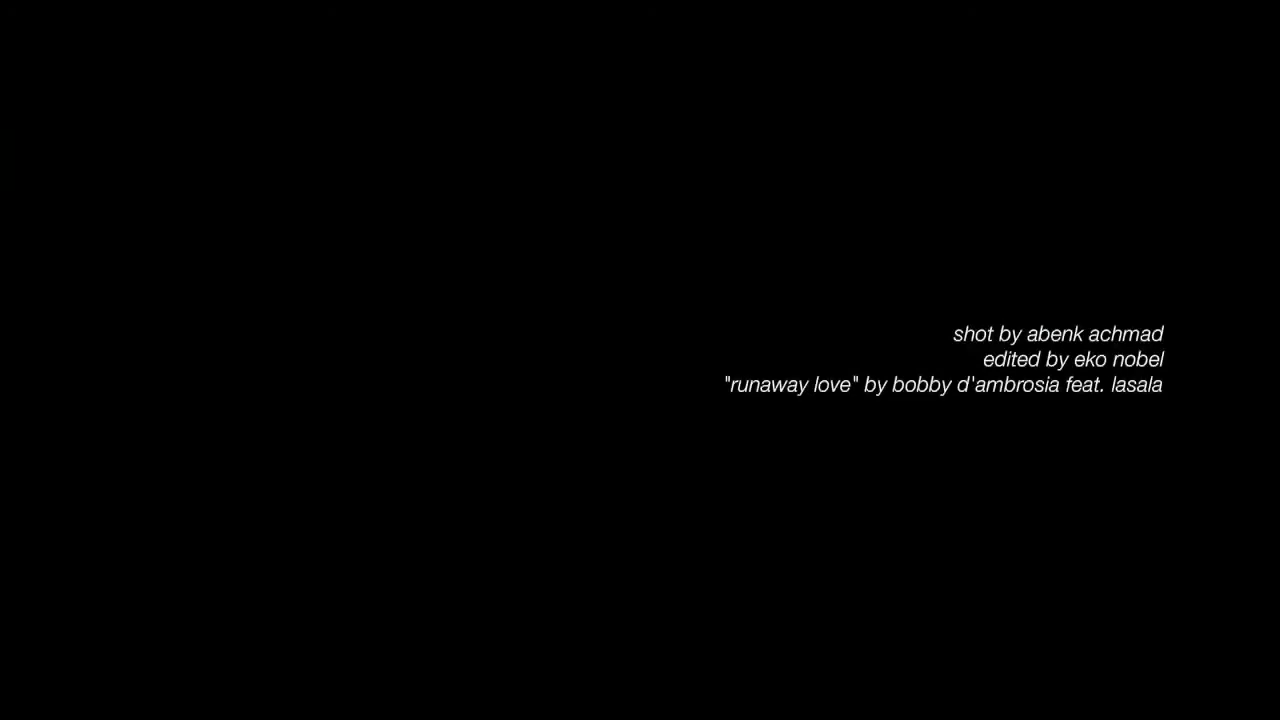 shot by abenk achmad
edited by eko nobel
"runaway love" by bobby d'ambrosia feat. lasala